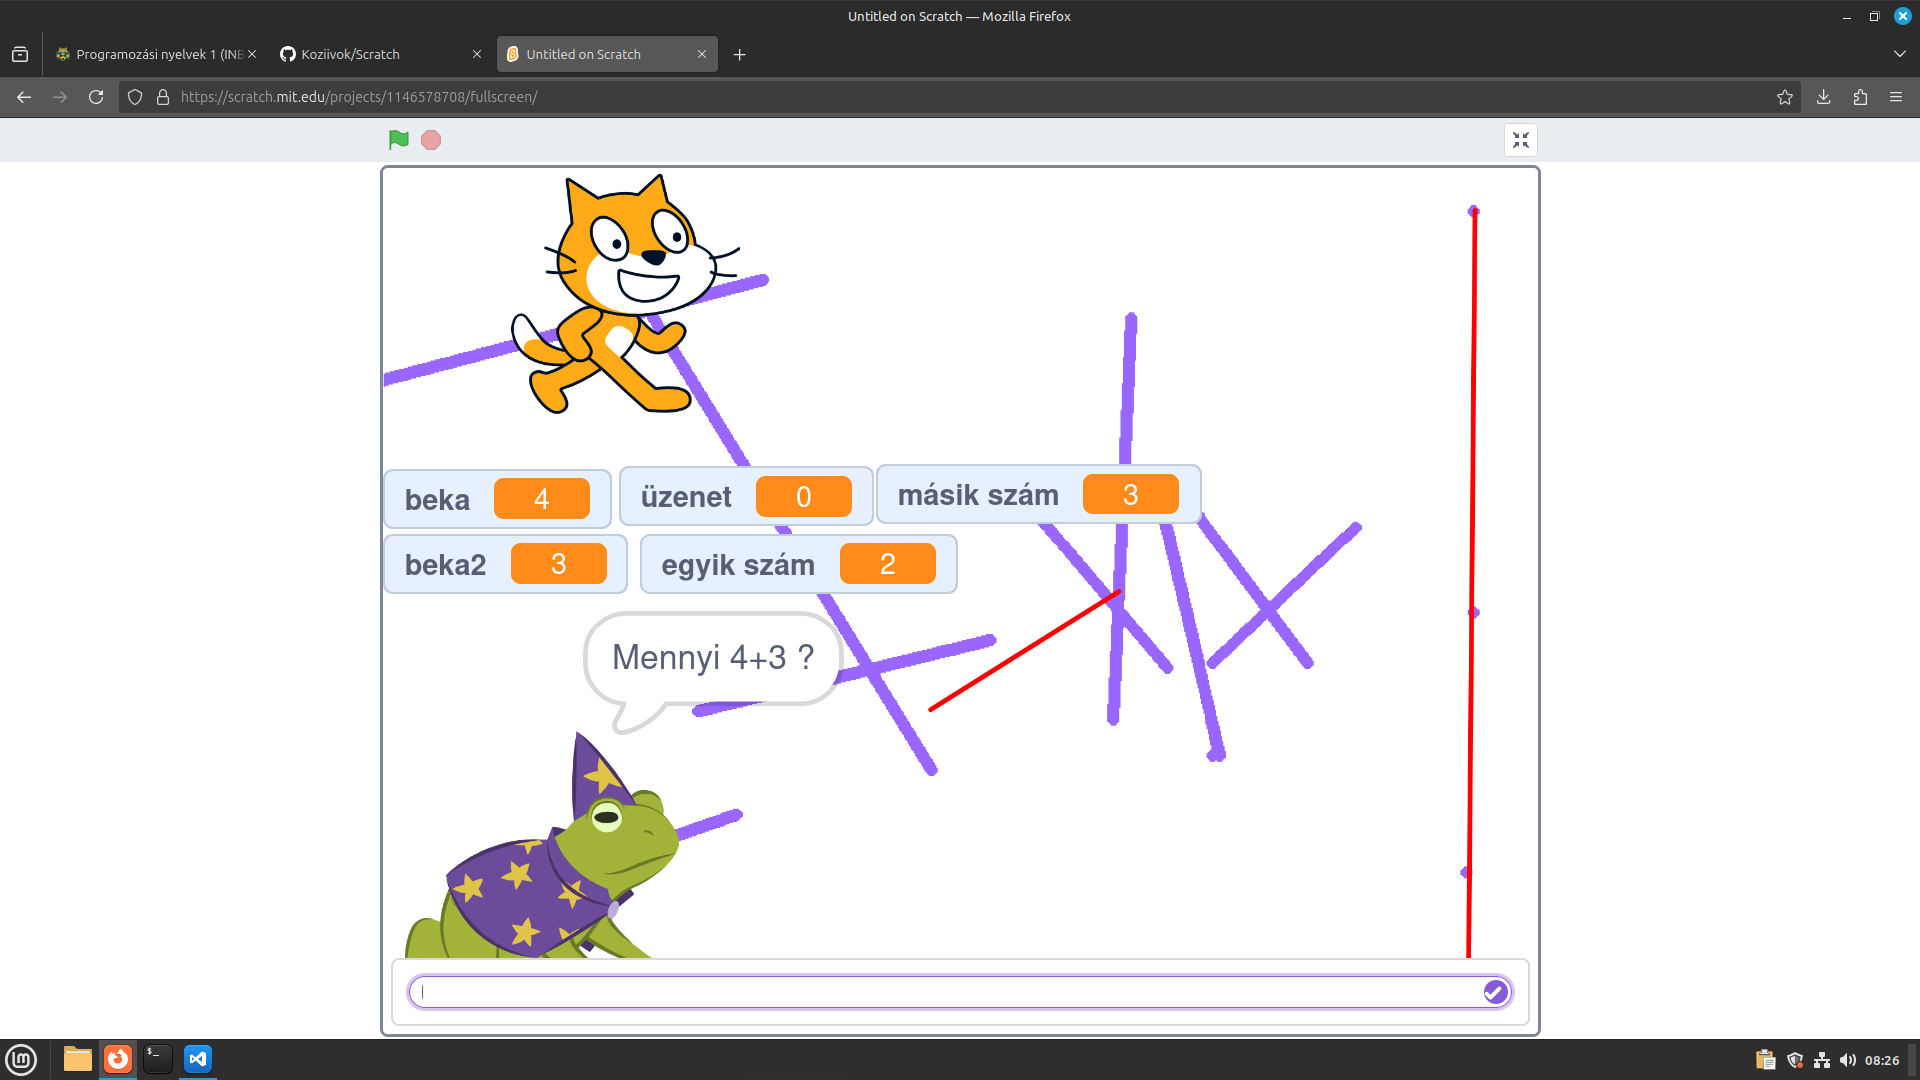 Untitled on Scratch — Mozilla Firefox
Programozási nyelvek 1 (INB
Koziivok/Scratch
Untitled on Scratch
https://scratch.mit.edu/projects/1146578708/fullscreen/
beka 4
üzenet 0
másik szám 3
beka2 3
egyik szám 2
Mennyi 4+3 ?
08:26